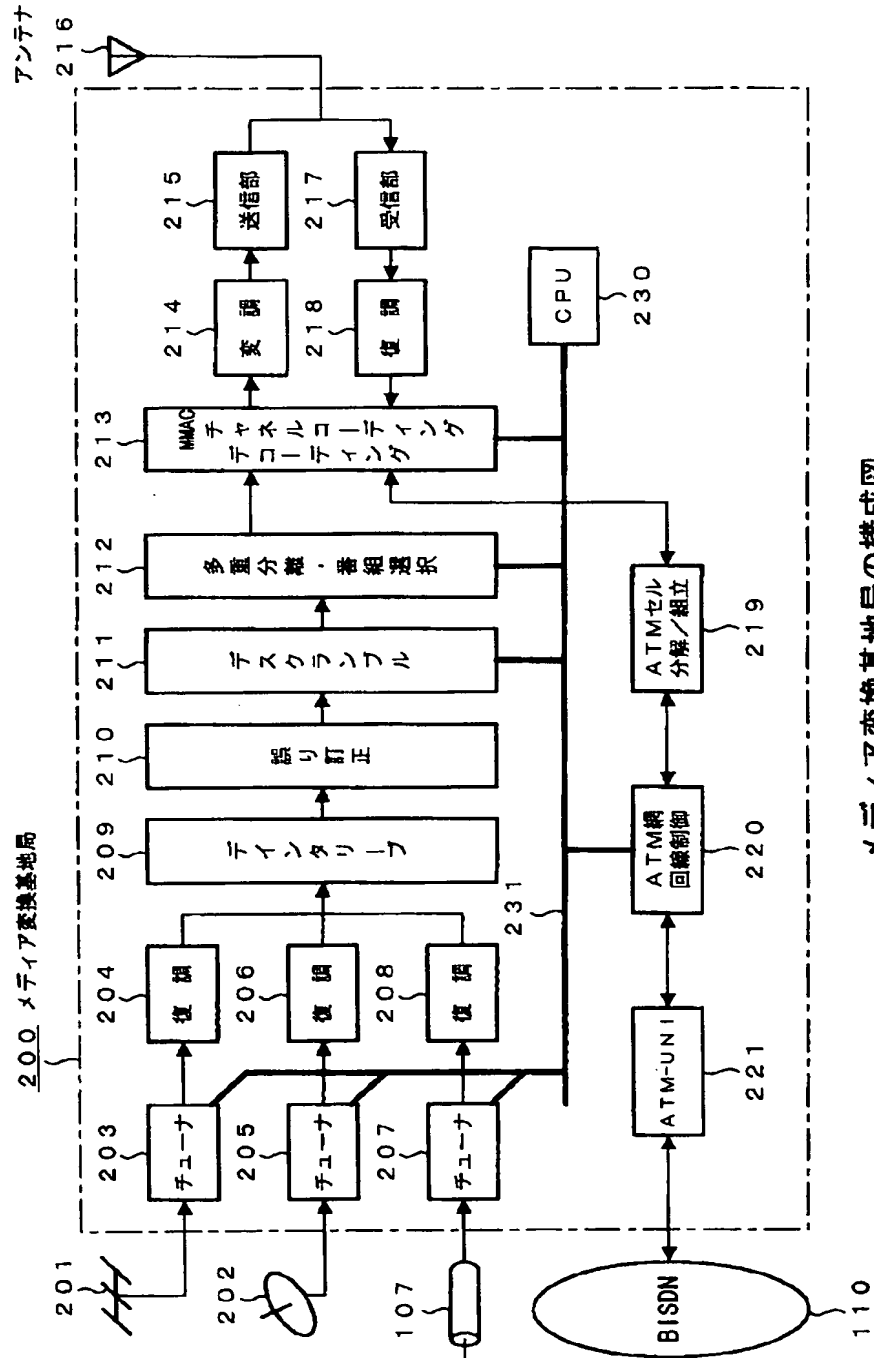 200 メディア変換基地局
アンテナ
216
201
202
107
BISDN
110
203
チューナ
205
チューナ
207
チューナ
204
復調
206
復調
208
復調
209
デインタリーブ
210
誤り訂正
211
デスクランブル
212
多重分離・番組選択
213
MMAC
チャネルコーディング
デコーディング
214
変調
215
送信部
217
受信部
218
復調
CPU
230
231
ATM-UNI
221
ATM網
回線制御
220
ATMセル
分解/組立
219
メディア変換基地局の構成図